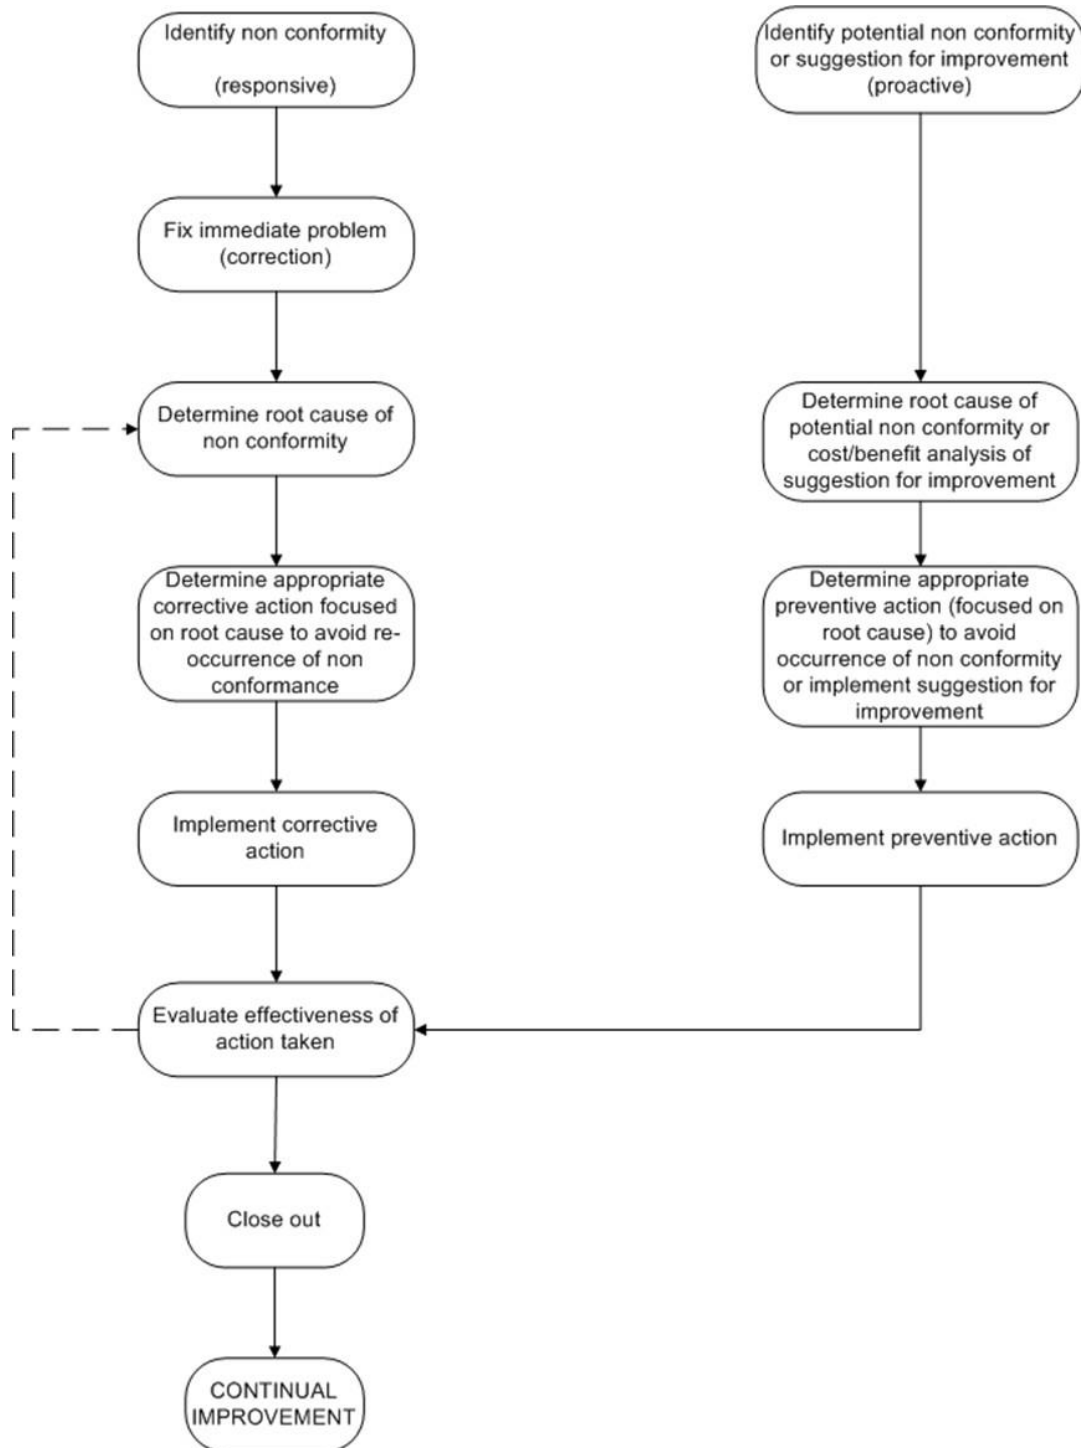 Identify non conformity
(responsive)
Identify potential non conformity
or suggestion for improvement
(proactive)
Fix immediate problem
(correction)
Determine root cause of
non conformity
Determine root cause of
potential non conformity or
cost/benefit analysis of
suggestion for improvement
Determine appropriate
corrective action focused
on root cause to avoid re-
occurrence of non
conformance
Determine appropriate
preventive action (focused on
root cause) to avoid
occurrence of non conformity
or implement suggestion for
improvement
Implement corrective
action
Implement preventive action
Evaluate effectiveness of
action taken
Close out
CONTINUAL
IMPROVEMENT